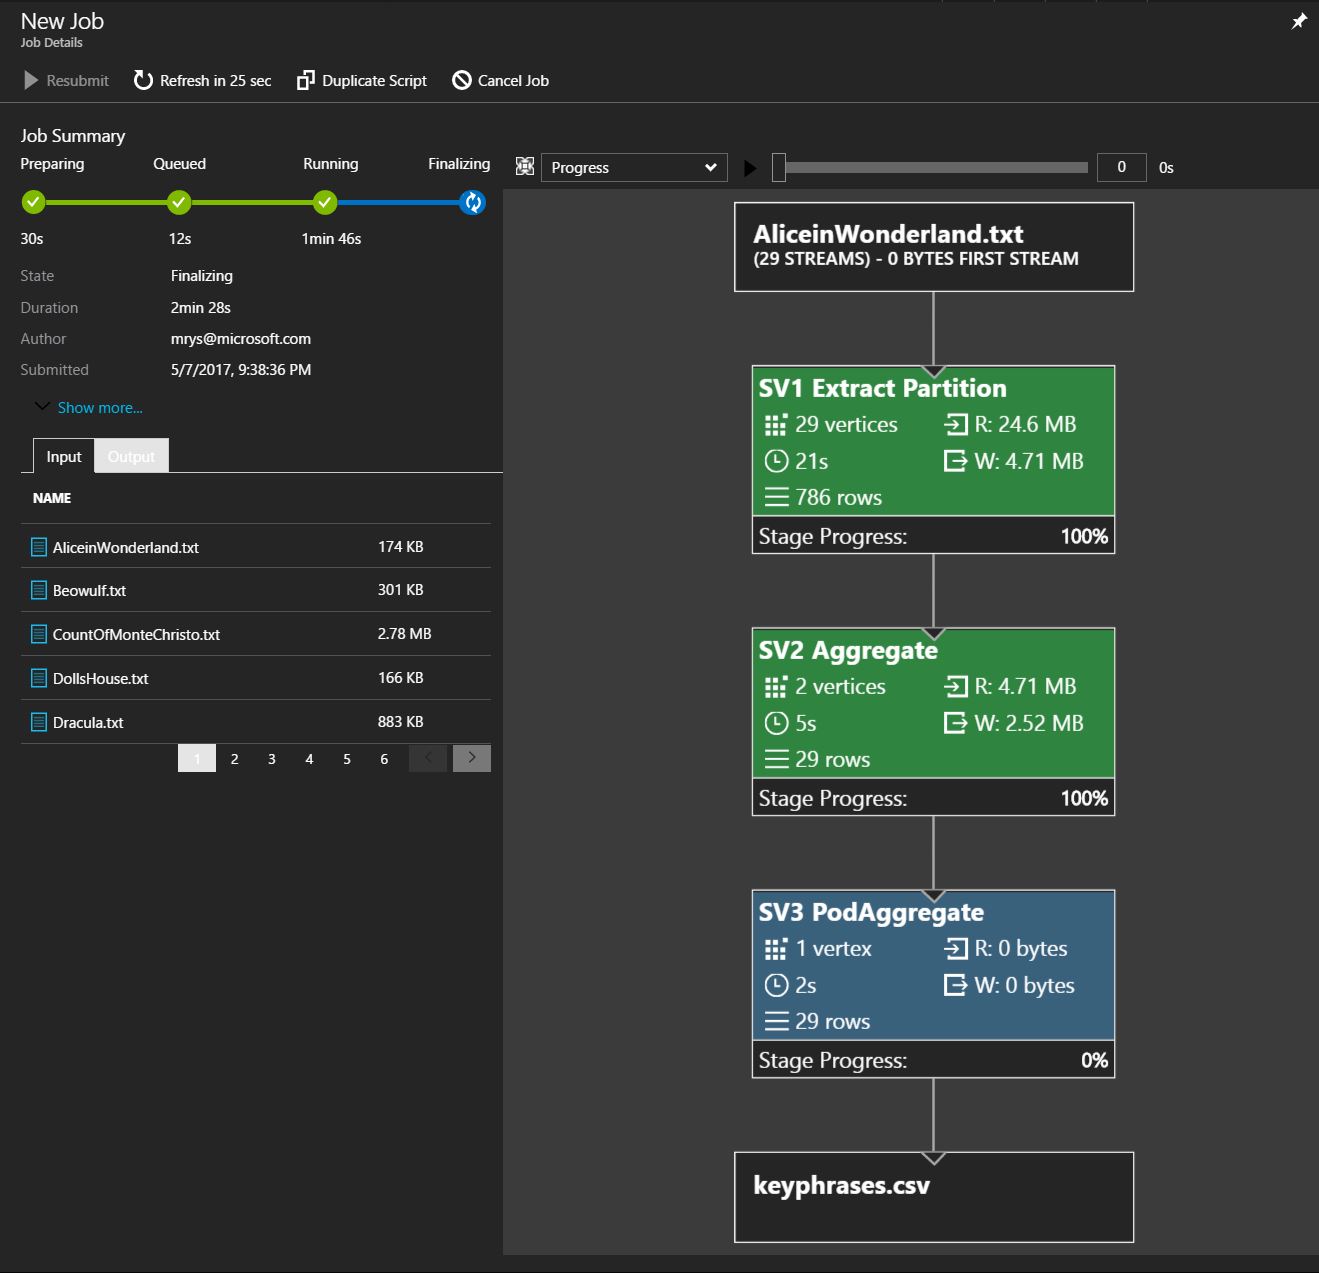 New Job
Job Details
Resubmit Refresh in 25 sec Duplicate Script Cancel Job
Job Summary
Preparing Queued Running Finalizing
30s 12s 1min 46s
State Finalizing
Duration 2min 28s
Author mrys@microsoft.com
Submitted 5/7/2017, 9:38:36 PM
Show more...
Input Output
NAME
AliceinWonderland.txt 174 KB
Beowulf.txt 301 KB
CountOfMonteChristo.txt 2.78 MB
DollsHouse.txt 166 KB
Dracula.txt 883 KB
1 2 3 4 5 6
Progress 0 0s
AliceinWonderland.txt
(29 STREAMS) - 0 BYTES FIRST STREAM
SV1 Extract Partition
29 vertices R: 24.6 MB
21s W: 4.71 MB
786 rows
Stage Progress: 100%
SV2 Aggregate
2 vertices R: 4.71 MB
5s W: 2.52 MB
29 rows
Stage Progress: 100%
SV3 PodAggregate
1 vertex R: 0 bytes
2s W: 0 bytes
29 rows
Stage Progress: 0%
keyphrases.csv